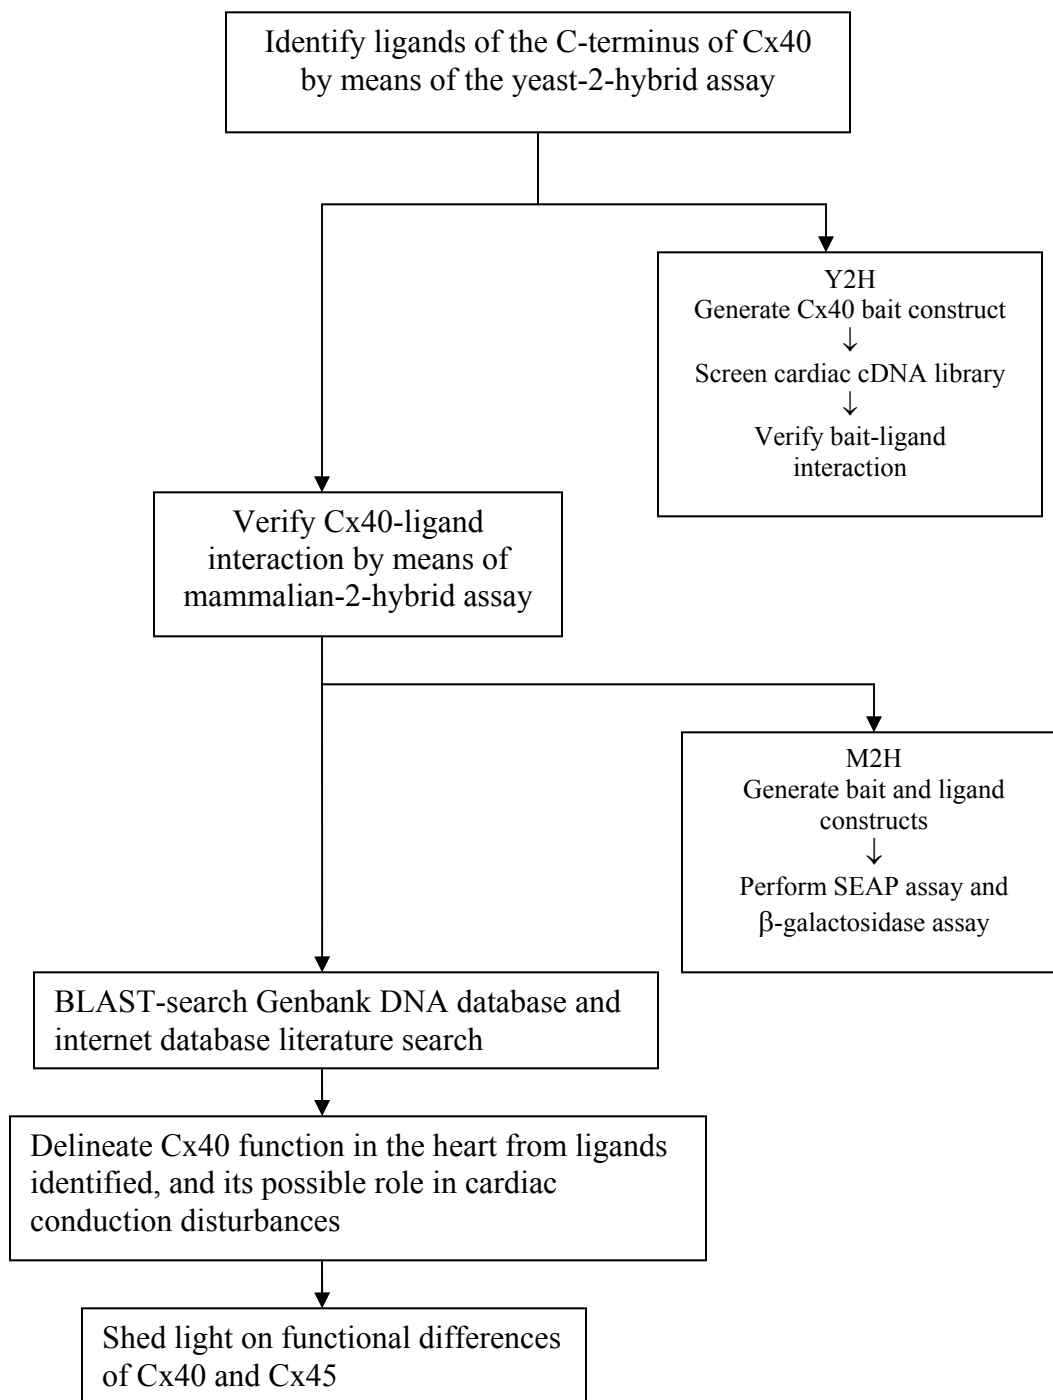 Identify ligands of the C-terminus of Cx40
by means of the yeast-2-hybrid assay
Y2H
Generate Cx40 bait construct
↓
Screen cardiac cDNA library
↓
Verify bait-ligand
interaction
Verify Cx40-ligand
interaction by means of
mammalian-2-hybrid assay
M2H
Generate bait and ligand
constructs
↓
Perform SEAP assay and
β-galactosidase assay
BLAST-search Genbank DNA database and
internet database literature search
Delineate Cx40 function in the heart from ligands
identified, and its possible role in cardiac
conduction disturbances
Shed light on functional differences
of Cx40 and Cx45